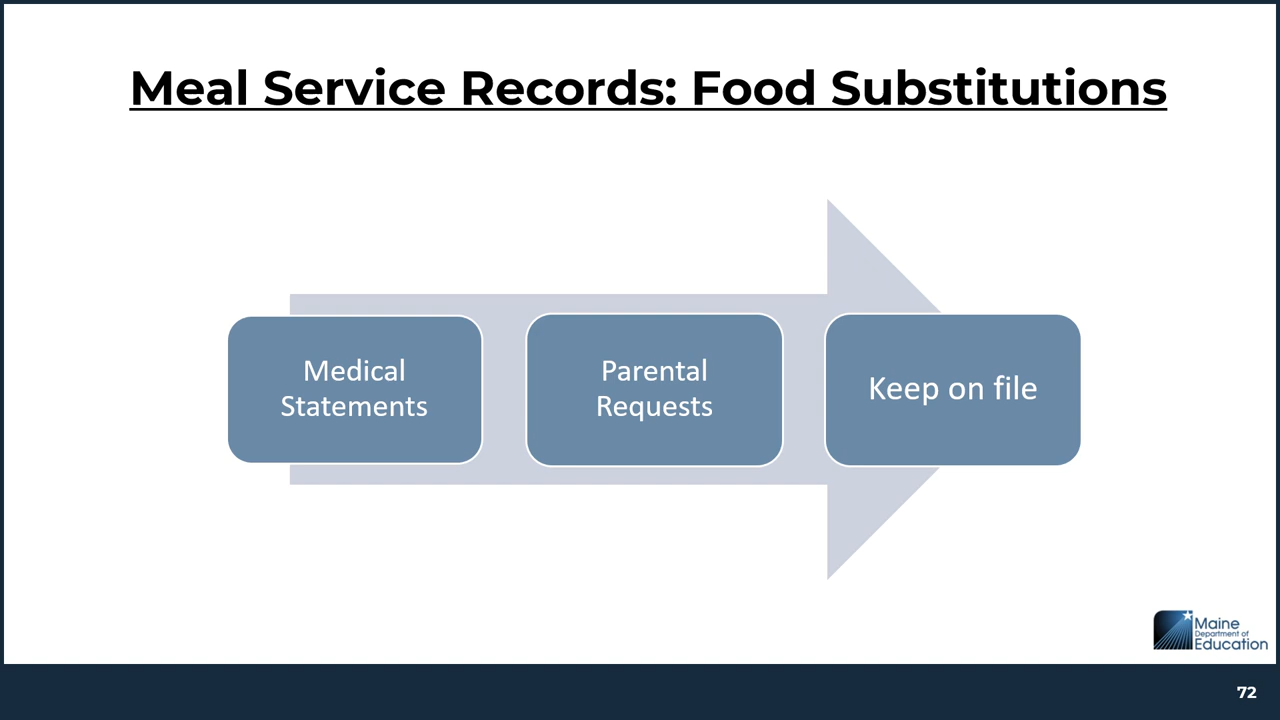 Meal Service Records: Food Substitutions
Medical
Statements
Parental
Requests
Keep on file
Maine
Department of
Education
72